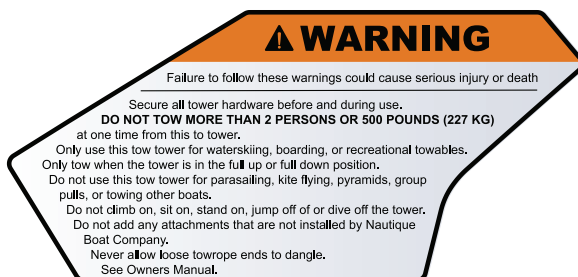 WARNING
Failure to follow these warnings could cause serious injury or death
Secure all tower hardware before and during use.
DO NOT TOW MORE THAN 2 PERSONS OR 500 POUNDS (227 KG)
at one time from this to tower.
Only use this tow tower for waterskiing, boarding, or recreational towables.
Only tow when the tower is in the full up or full down position.
Do not use this tow tower for parasailing, kite flying, pyramids, group
pulls, or towing other boats.
Do not climb on, sit on, stand on, jump off of or dive off the tower.
Do not add any attachments that are not installed by Nautique
Boat Company.
Never allow loose towrope ends to dangle.
See Owners Manual.